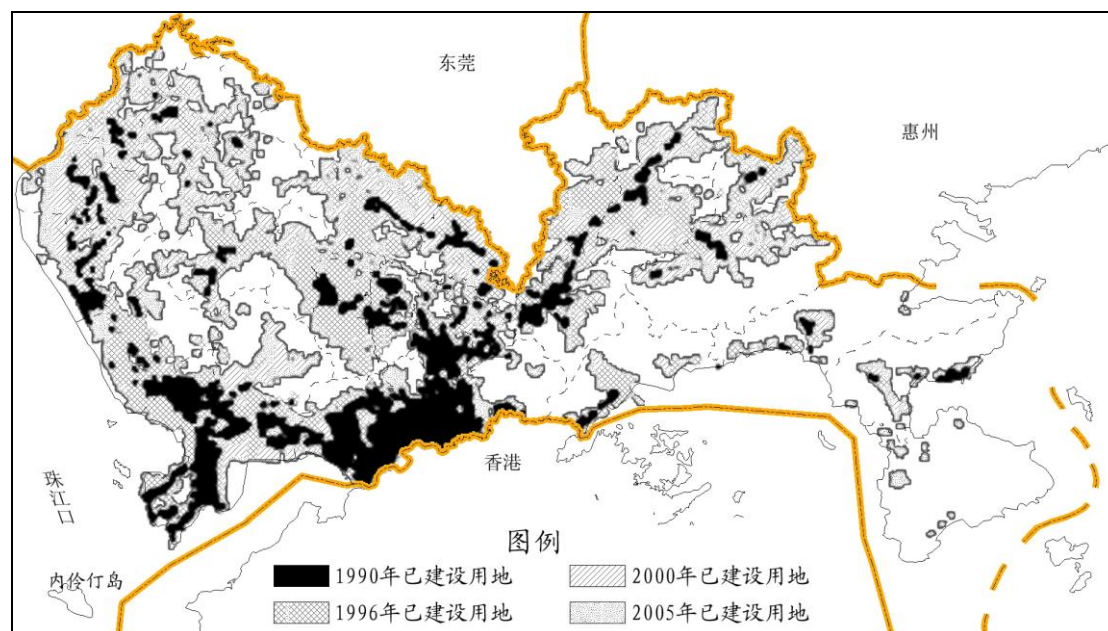 东莞
惠州
香港
珠江口
内伶仃岛
图例
1990年已建设用地
2000年已建设用地
1996年已建设用地
2005年已建设用地